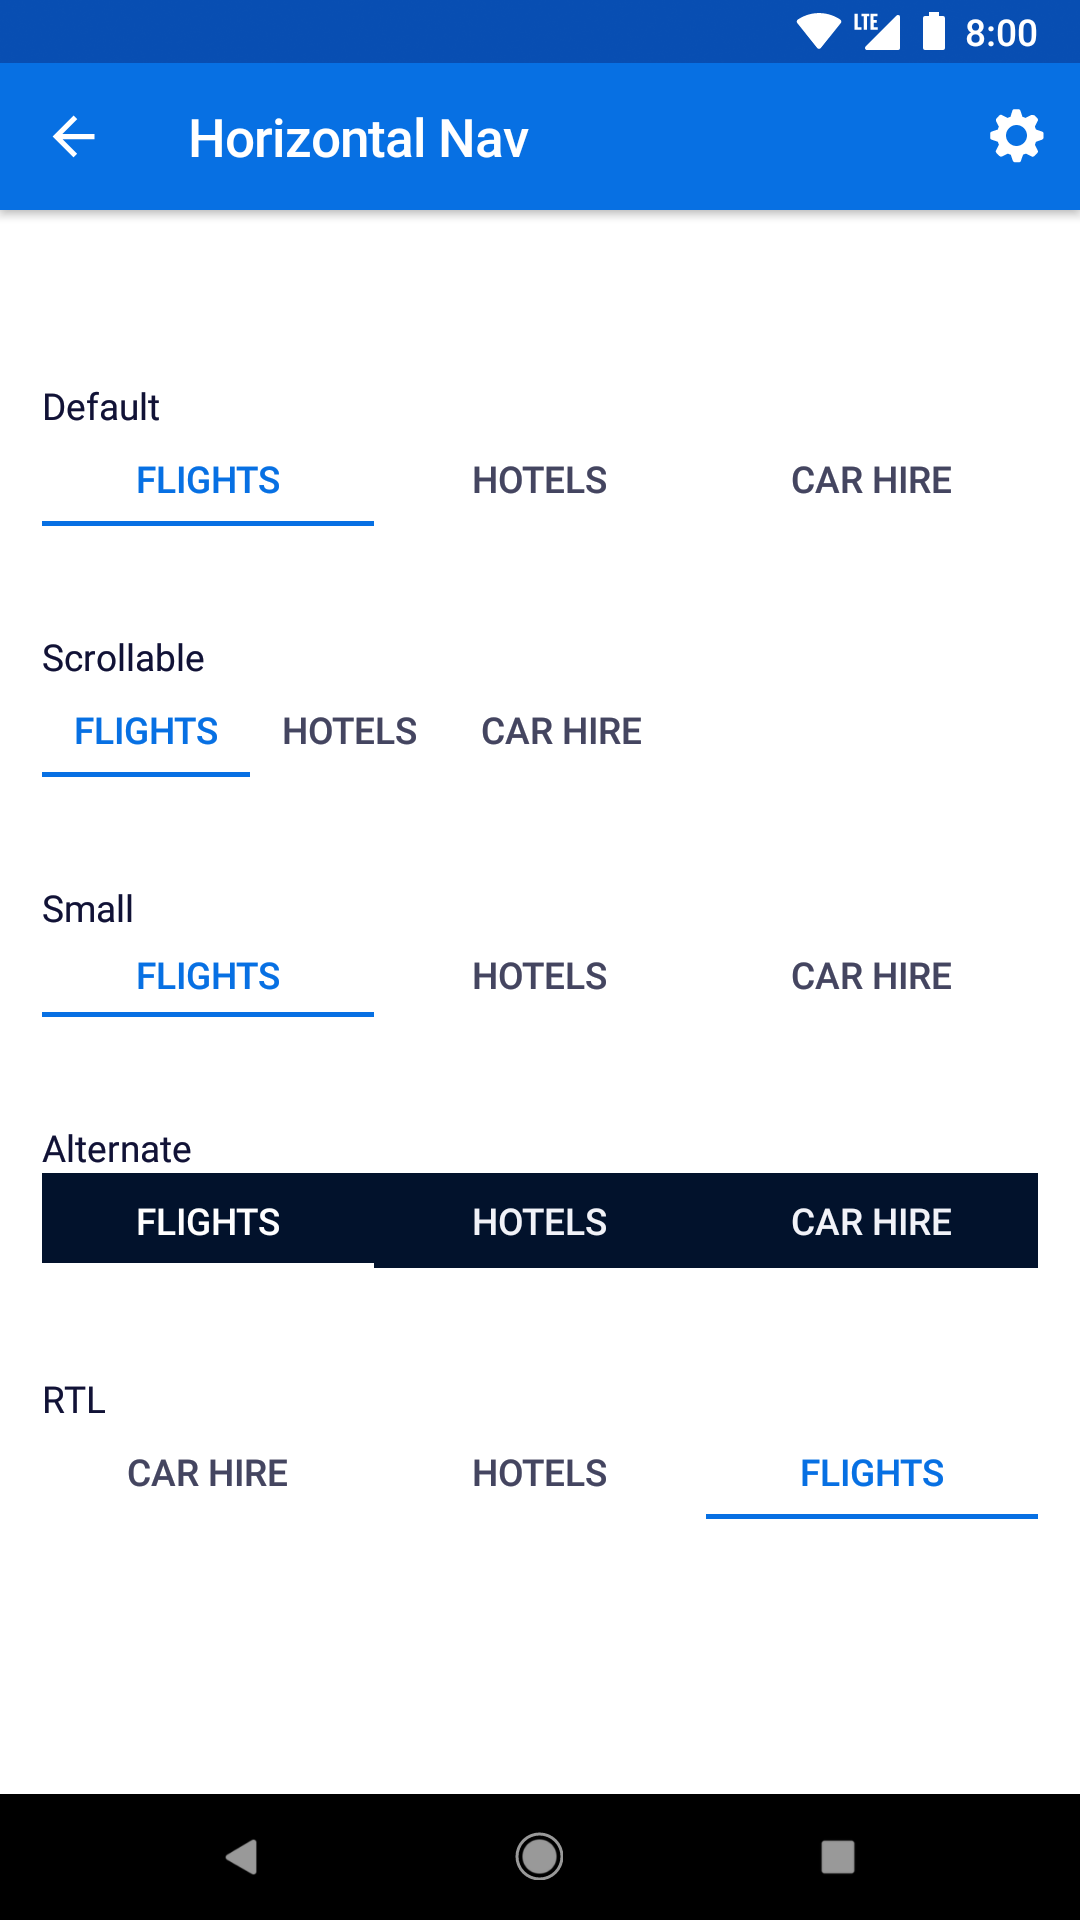 LTE 8:00
Horizontal Nav
Default
FLIGHTS HOTELS CAR HIRE
Scrollable
FLIGHTS HOTELS CAR HIRE
Small
FLIGHTS HOTELS CAR HIRE
Alternate
FLIGHTS HOTELS CAR HIRE
RTL
CAR HIRE HOTELS FLIGHTS